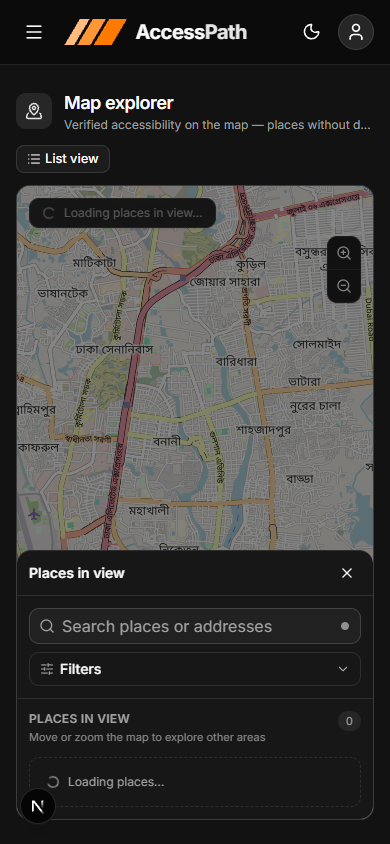 AccessPath
Map explorer
Verified accessibility on the map — places without d...
List view
Loading places in view...
মাটিকাটা
কুড়িল
জোয়ার সাহারা
ভাষানটেক
ঢাকা সেনানিবাস
সোলমাইদ
বারিধারা
ভাটারা
নুরের চালা
শাহজাদপুর
বনানী
কাফরুল
বাড্ডা
মহাখালী
Dubai Road
Places in view
Search places or addresses
Filters
PLACES IN VIEW
0
Move or zoom the map to explore other areas
Loading places...
N